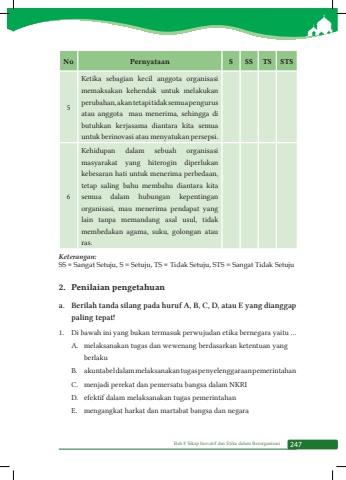 No Pernyataan S SS TS STS
5
Ketika sebagian kecil anggota organisasi
memaksakan kehendak untuk melakukan
perubahan, akan tetapi tidak semua pengurus
atau anggota mau menerima, sehingga di
butuhkan kerjasama diantara kita semua
untuk berinovasi atau menyatukan persepsi.
6
Kehidupan dalam sebuah organisasi
masyarakat yang hiterogin diperlukan
kebesaran hati untuk menerima perbedaan,
tetap saling bahu membahu diantara kita
semua dalam hubungan kepentingan
organisasi, mau menerima pendapat yang
lain tanpa memandang asal usul, tidak
membedakan agama, suku, golongan atau
ras.
Keterangan:
SS = Sangat Setuju, S = Setuju, TS = Tidak Setuju, STS = Sangat Tidak Setuju
2. Penilaian pengetahuan
a. Berilah tanda silang pada huruf A, B, C, D, atau E yang dianggap
paling tepat!
1. Di bawah ini yang bukan termasuk perwujudan etika bernegara yaitu ...
A. melaksanakan tugas dan wewenang berdasarkan ketentuan yang
berlaku
B. akuntabel dalam melaksanakan tugas penyelenggaraan pemerintahan
C. menjadi perekat dan pemersatu bangsa dalam NKRI
D. efektif dalam melaksanakan tugas pemerintahan
E. mengangkat harkat dan martabat bangsa dan negara
Bab 8 Sikap Inovatif dan Etika dalam Berorganisasi 247